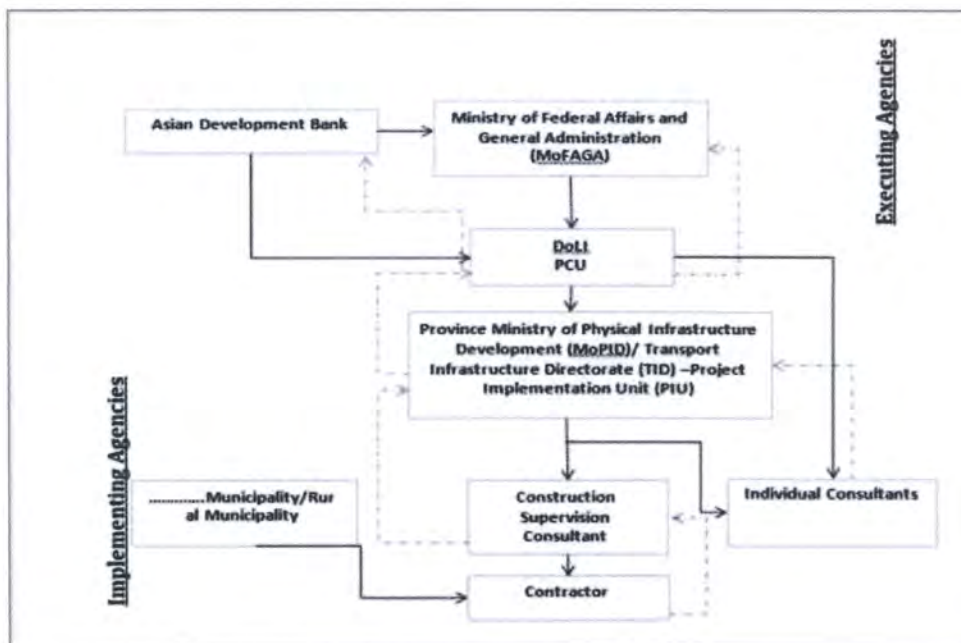 Executing Agencies
Asian Development Bank
Ministry of Federal Affairs and
General Administration
(MoFAGA)
DoLI
PCU
Province Ministry of Physical Infrastructure
Development (MoPID)/ Transport
Infrastructure Directorate (TID) –Project
Implementation Unit (PIU)
Implementing Agencies
............Municipality/Rur
al Municipality
Construction
Supervision
Consultant
Individual Consultants
Contractor